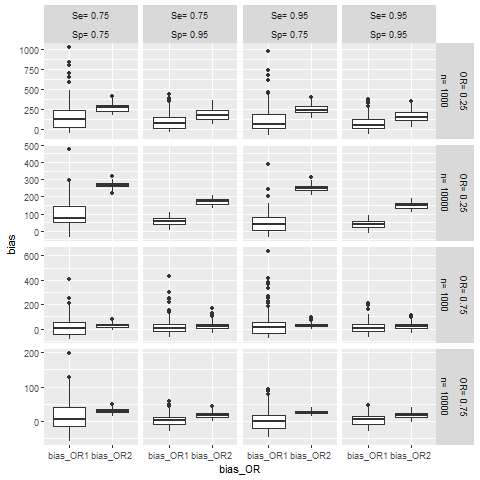 Se= 0.75 Se= 0.75 Se= 0.95 Se= 0.95
Sp= 0.75 Sp= 0.95 Sp= 0.75 Sp= 0.95
1000
750
500
250
0
OR= 0.25
n= 1000
500
400
300
200
100
0
OR= 0.25
n= 10000
600
400
200
0
OR= 0.75
n= 1000
200
100
0
OR= 0.75
n= 10000
bias
bias_OR1 bias_OR2 bias_OR1 bias_OR2 bias_OR1 bias_OR2 bias_OR1 bias_OR2
bias_OR